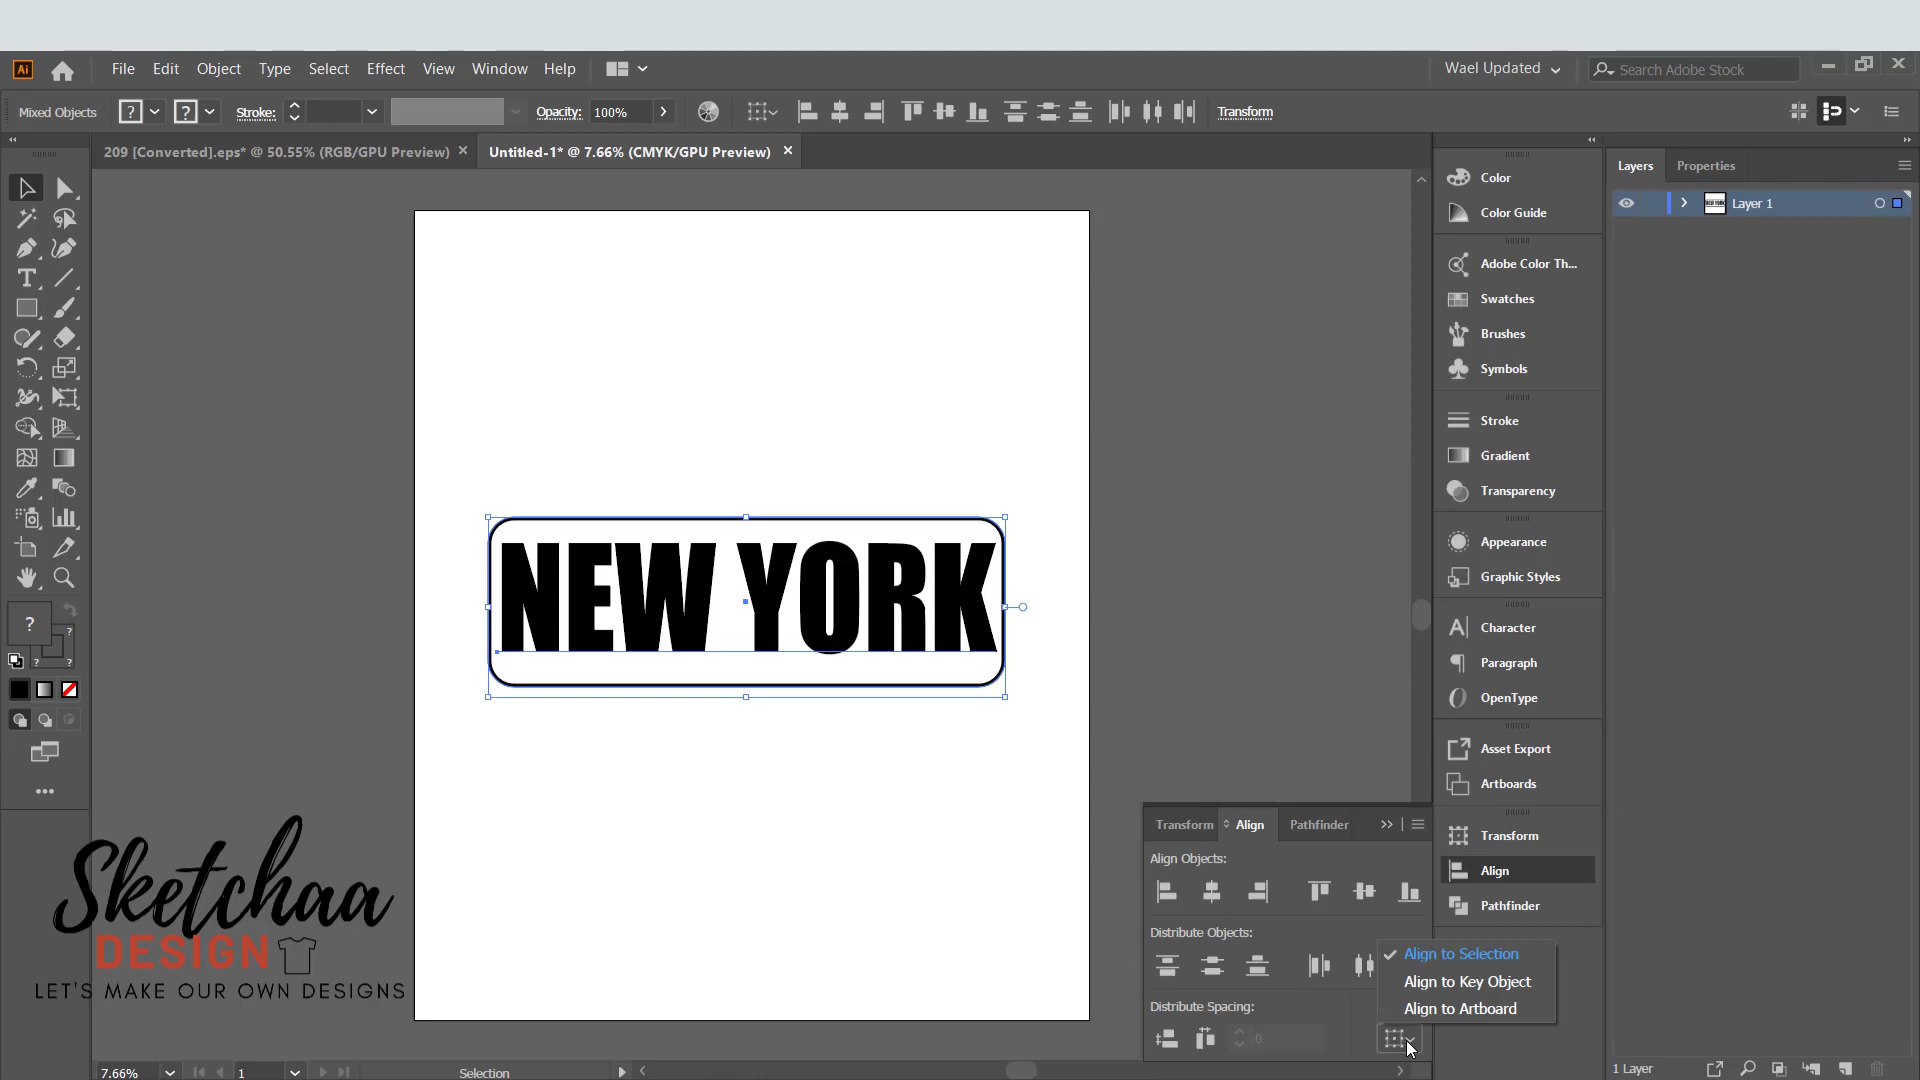 Ai File Edit Object Type Select Effect View Window Help Wael Updated Search Adobe Stock
Mixed Objects ? ? Stroke: Opacity: 100% Transform
209 [Converted].eps* @ 50.55% (RGB/GPU Preview) Untitled-1* @ 7.66% (CMYK/GPU Preview)
Layers Properties
Layer 1
Color
Color Guide
Adobe Color Th...
Swatches
Brushes
Symbols
Stroke
Gradient
Transparency
Appearance
Graphic Styles
Character
Paragraph
OpenType
Asset Export
Artboards
Transform
Align
Pathfinder
NEW YORK
? ?
? ?
Sketchaa
DESIGN
LET'S MAKE OUR OWN DESIGNS
Transform Align Pathfinder
Align Objects:
Distribute Objects:
Align to Selection
Align to Key Object
Align to Artboard
Distribute Spacing:
0
7.66% 1 Selection
1 Layer